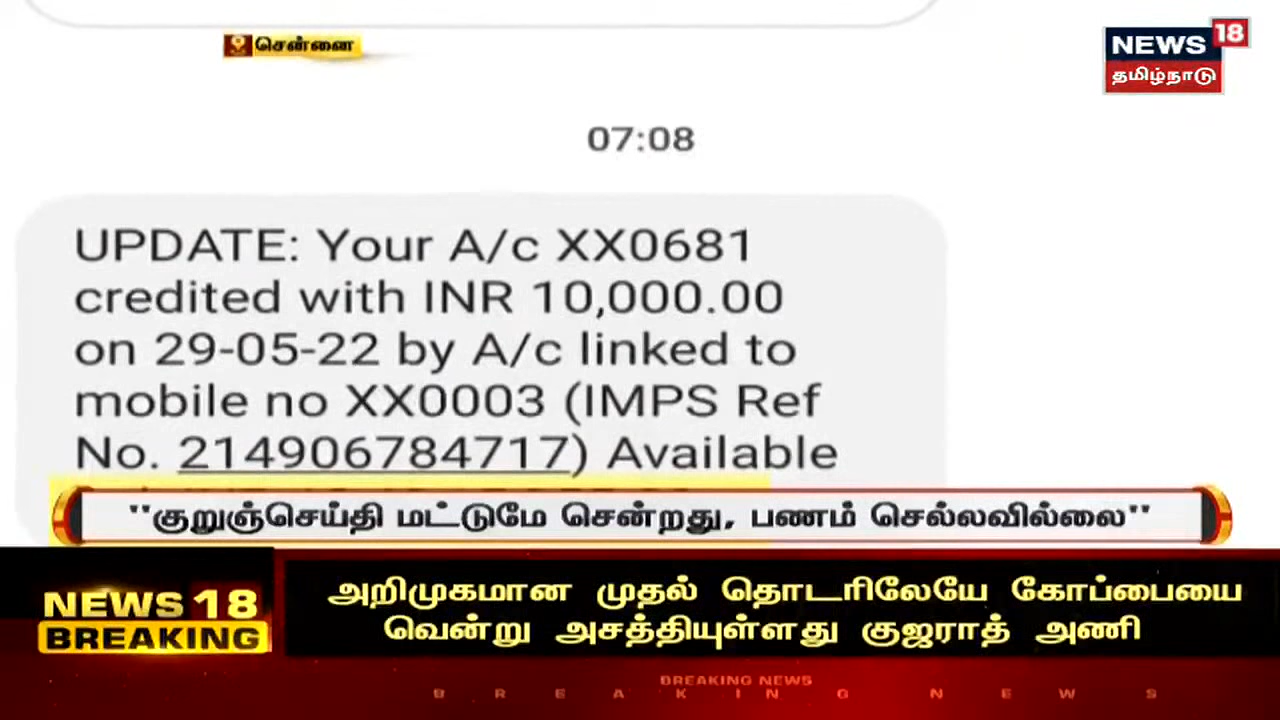 சென்னை
NEWS 18
தமிழ்நாடு
07:08
UPDATE: Your A/c XX0681
credited with INR 10,000.00
on 29-05-22 by A/c linked to
mobile no XX0003 (IMPS Ref
No. 214906784717) Available
"குறுஞ்செய்தி மட்டுமே சென்றது, பணம் செல்லவில்லை"
NEWS 18
BREAKING
அறிமுகமான முதல் தொடரிலேயே கோப்பையை
வென்று அசத்தியுள்ளது குஜராத் அணி
BREAKING NEWS
BREAKING NEWS